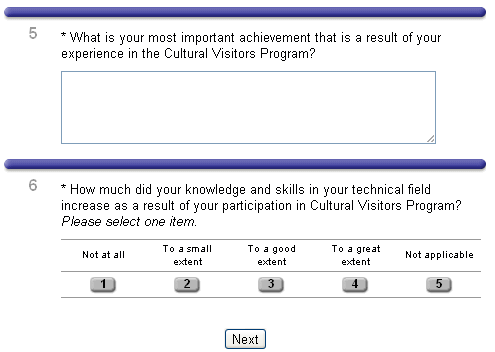 5
* What is your most important achievement that is a result of your
experience in the Cultural Visitors Program?
6
* How much did your knowledge and skills in your technical field
increase as a result of your participation in Cultural Visitors Program?
Please select one item.
Not at all
To a small
extent
To a good
extent
To a great
extent
Not applicable
1 2 3 4 5
Next